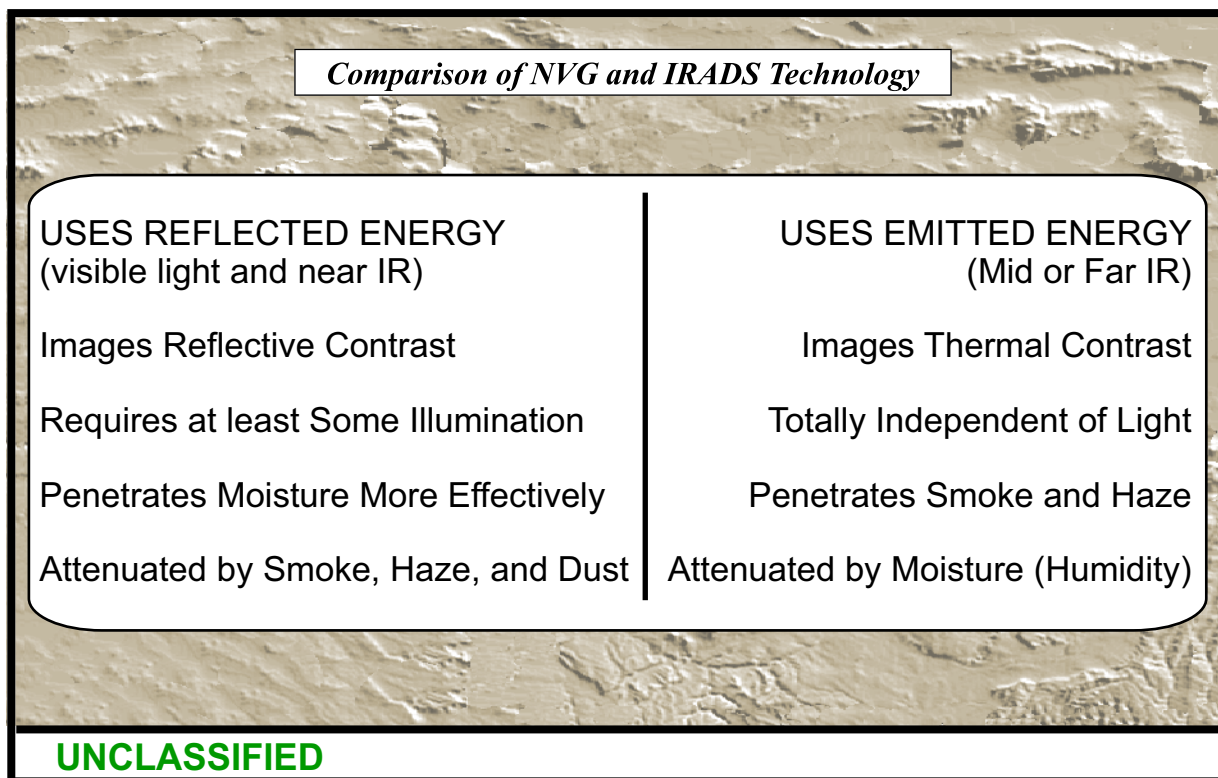 Comparison of NVG and IRADS Technology
USES REFLECTED ENERGY
(visible light and near IR)
Images Reflective Contrast
Requires at least Some Illumination
Penetrates Moisture More Effectively
Attenuated by Smoke, Haze, and Dust
USES EMITTED ENERGY
(Mid or Far IR)
Images Thermal Contrast
Totally Independent of Light
Penetrates Smoke and Haze
Attenuated by Moisture (Humidity)
UNCLASSIFIED